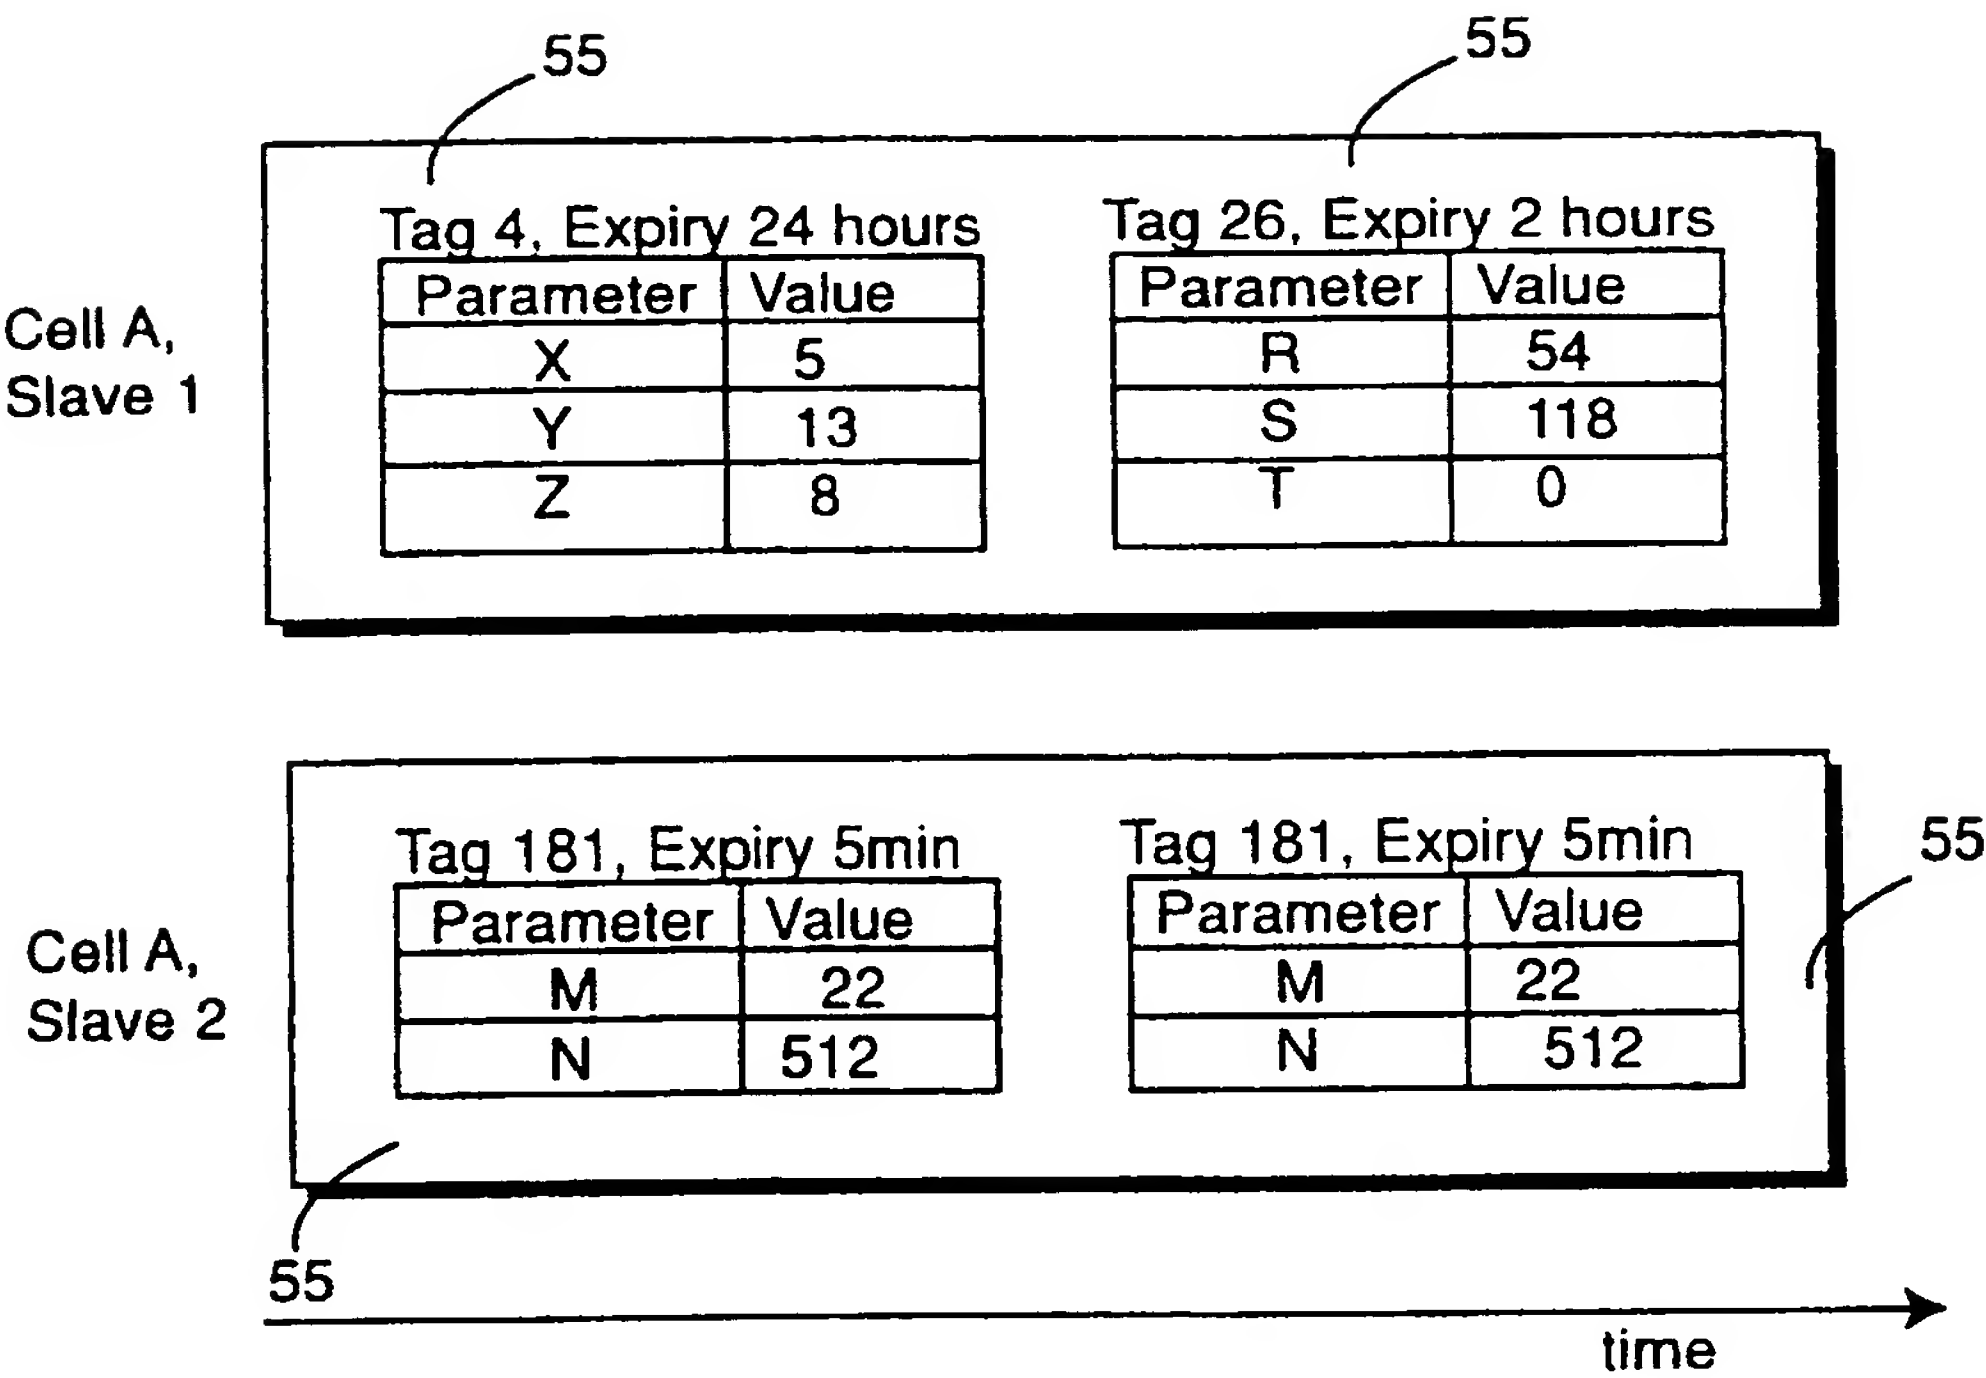 55
55
Cell A,
Slave 1
Tag 4, Expiry 24 hours
Parameter Value
X 5
Y 13
Z 8
Tag 26, Expiry 2 hours
Parameter Value
R 54
S 118
T 0
Cell A,
Slave 2
Tag 181, Expiry 5min
Parameter Value
M 22
N 512
Tag 181, Expiry 5min
Parameter Value
M 22
N 512
55
55
time